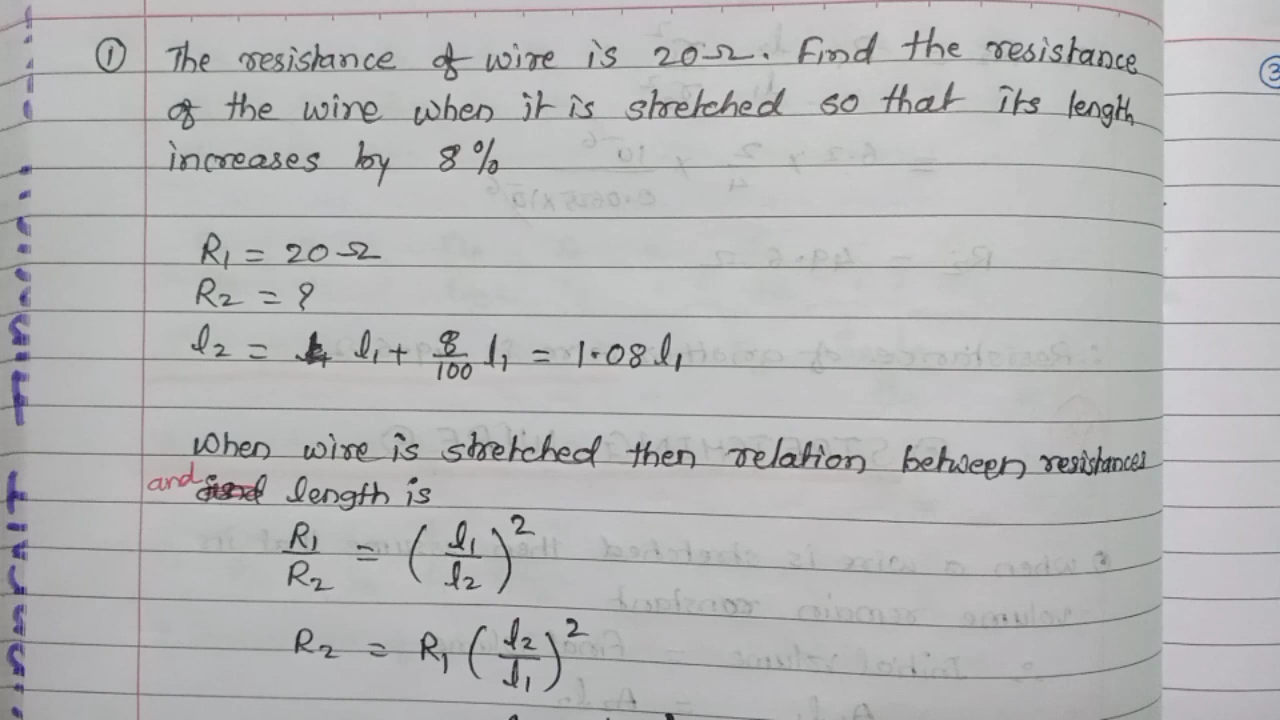 ① The resistance of wire is 20Ω. Find the resistance
of the wire when it is stretched so that its length
increases by 8%
R₁ = 20Ω
R₂ = ?
l₂ = l₁ + 8/100 l₁ = 1.08 l₁
When wire is stretched then relation between resistances
and length is
R₁/R₂ = (l₁/l₂)²
R₂ = R₁ (l₂/l₁)²
③